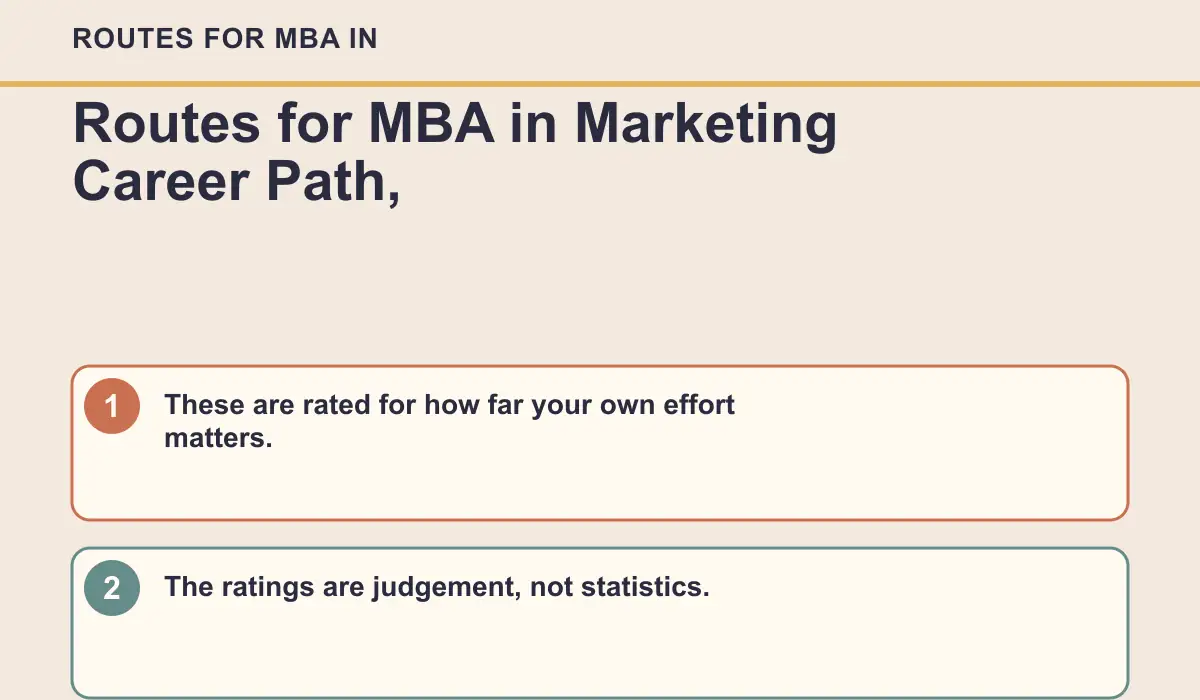 ROUTES FOR MBA IN
Routes for MBA in Marketing
Career Path,
1
These are rated for how far your own effort
matters.
2
The ratings are judgement, not statistics.